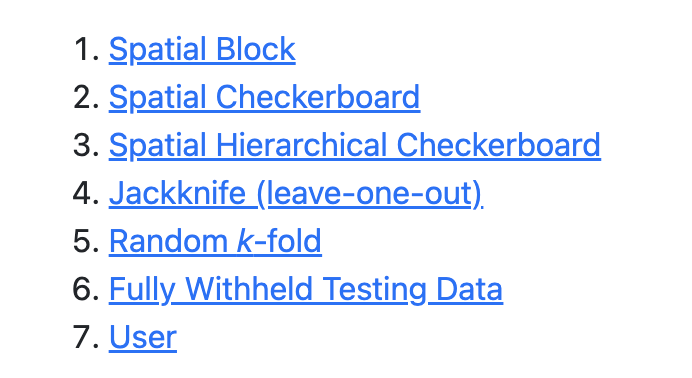 1. Spatial Block
2. Spatial Checkerboard
3. Spatial Hierarchical Checkerboard
4. Jackknife (leave-one-out)
5. Random k-fold
6. Fully Withheld Testing Data
7. User